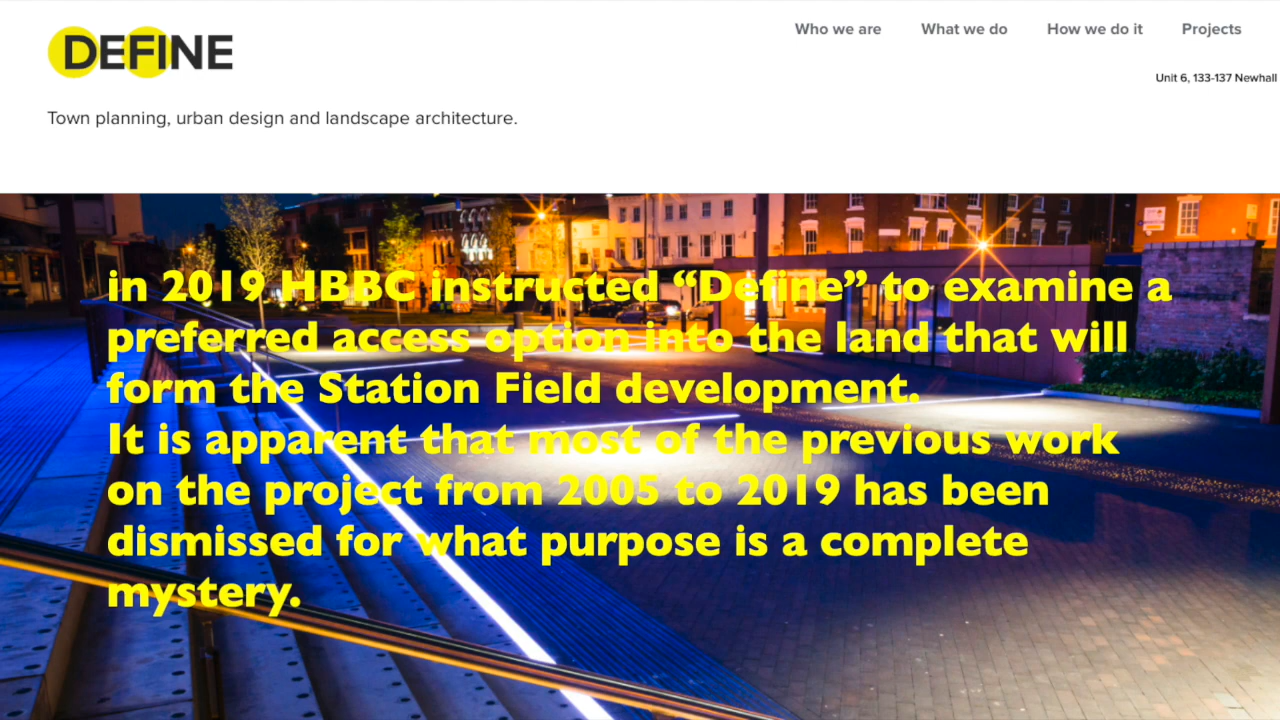 DEFINE
Who we are What we do How we do it Projects
Unit 6, 133-137 Newhall
Town planning, urban design and landscape architecture.
in 2019 HBBC instructed “Define” to examine a
preferred access option into the land that will
form the Station Field development.
It is apparent that most of the previous work
on the project from 2005 to 2019 has been
dismissed for what purpose is a complete
mystery.